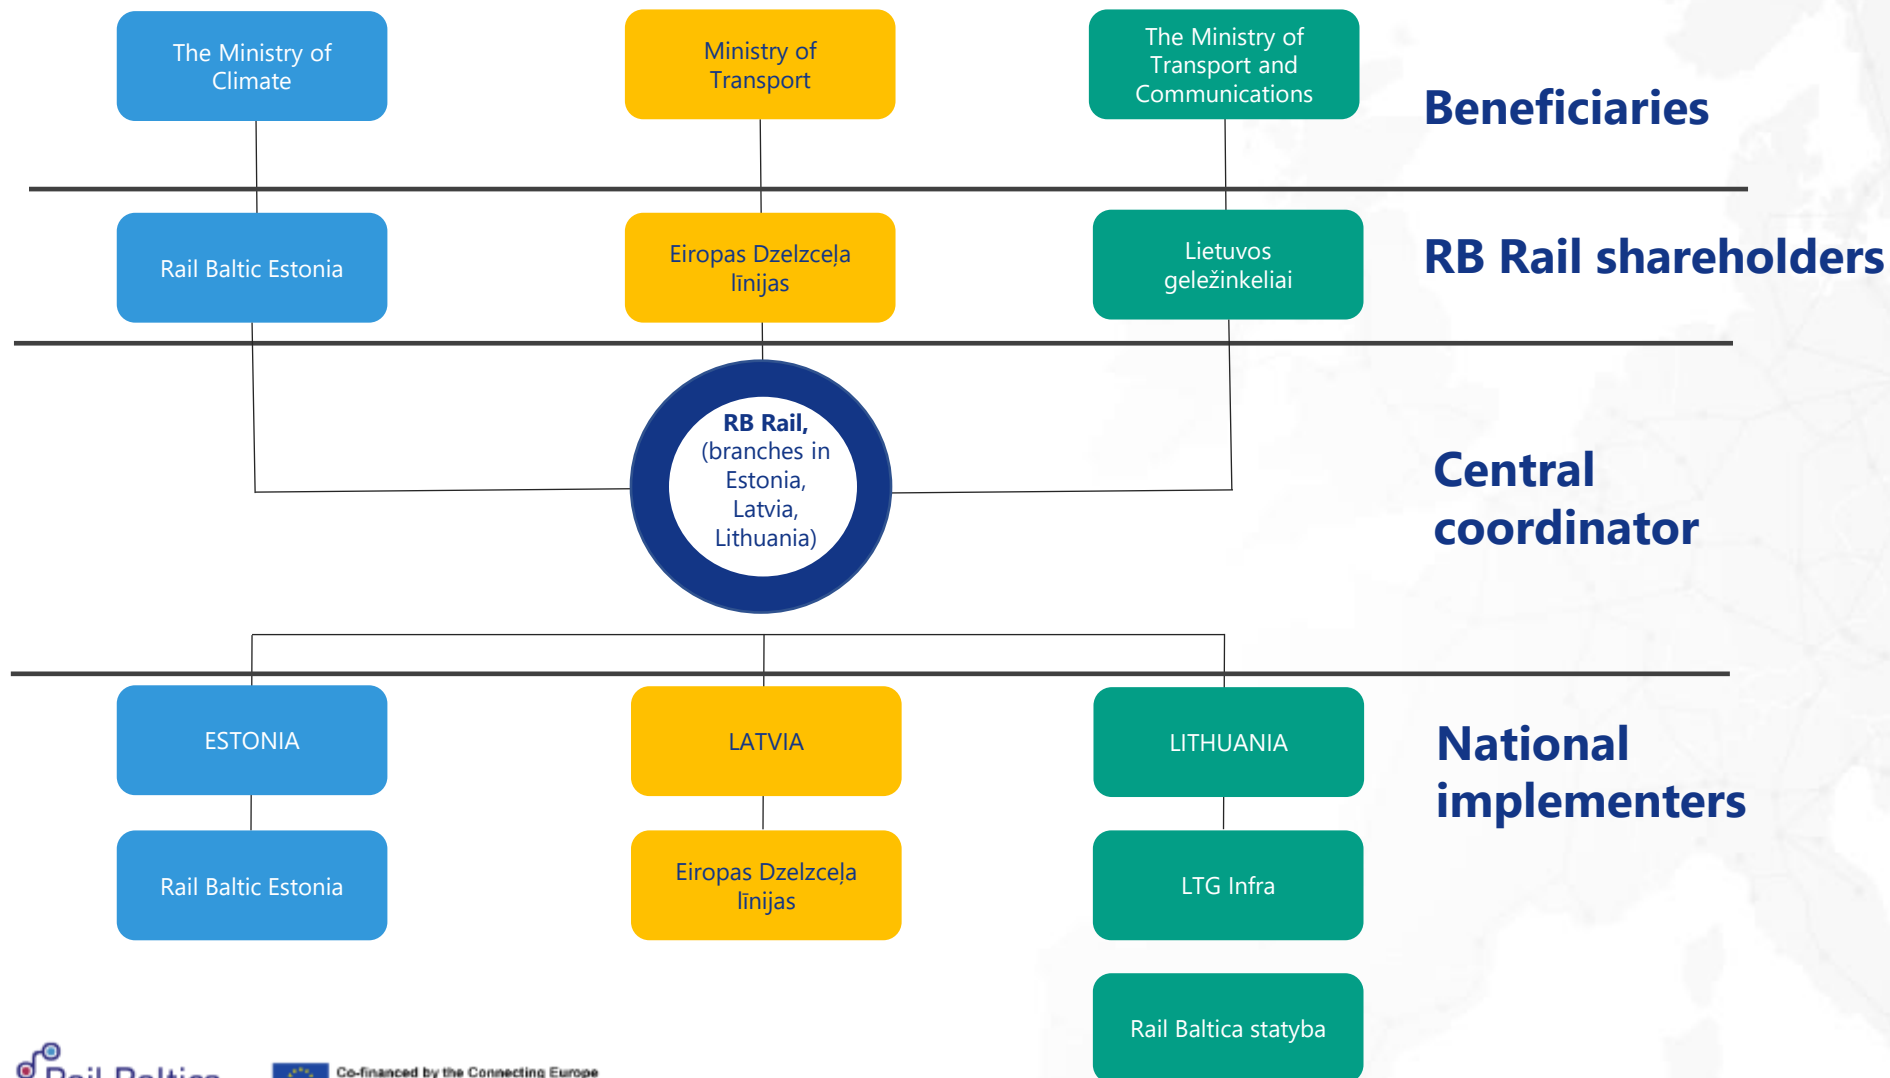 The Ministry of
Climate
Ministry of
Transport
The Ministry of
Transport and
Communications
Beneficiaries
Rail Baltic Estonia
Eiropas Dzelzceļa
līnijas
Lietuvos
geležinkeliai
RB Rail shareholders
RB Rail,
(branches in
Estonia,
Latvia,
Lithuania)
Central
coordinator
ESTONIA
LATVIA
LITHUANIA
National
implementers
Rail Baltic Estonia
Eiropas Dzelzceļa
līnijas
LTG Infra
Rail Baltica statyba
Rail Baltica
Co-financed by the Connecting Europe